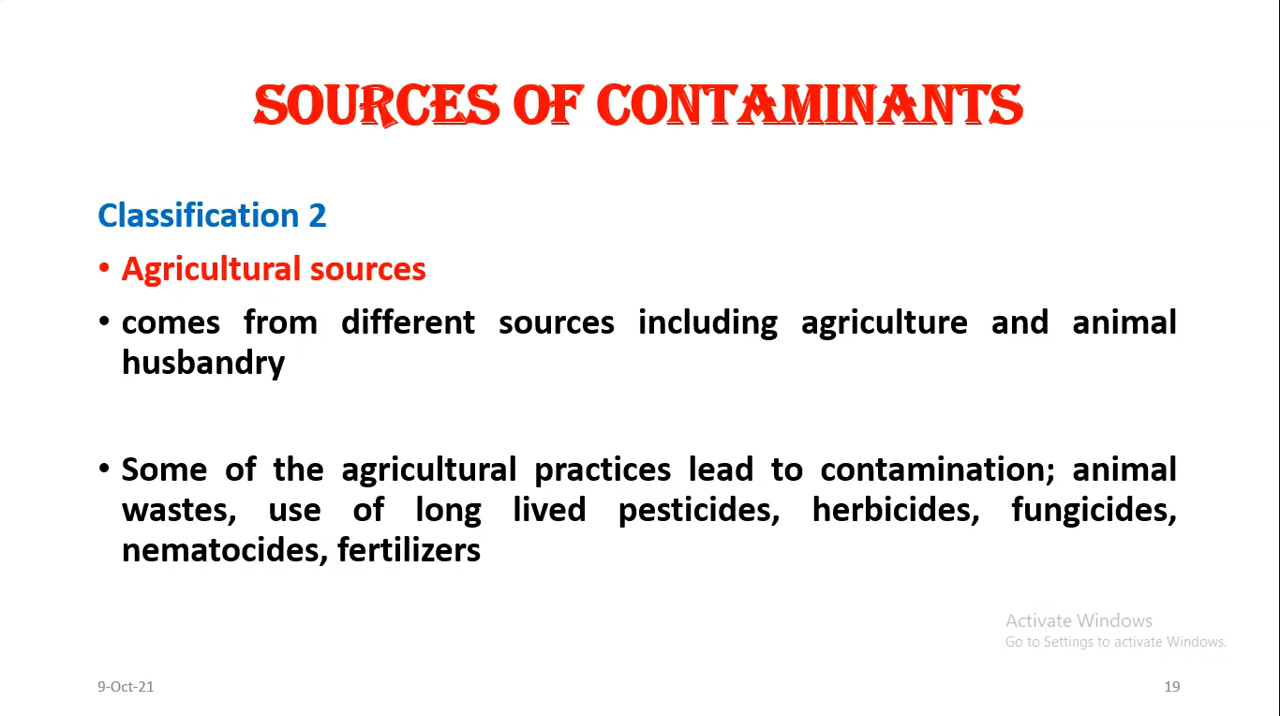 SOURCES OF CONTAMINANTS
Classification 2
• Agricultural sources
• comes from different sources including agriculture and animal
husbandry
• Some of the agricultural practices lead to contamination; animal
wastes, use of long lived pesticides, herbicides, fungicides,
nematocides, fertilizers
Activate Windows
Go to Settings to activate Windows.
9-Oct-21
19